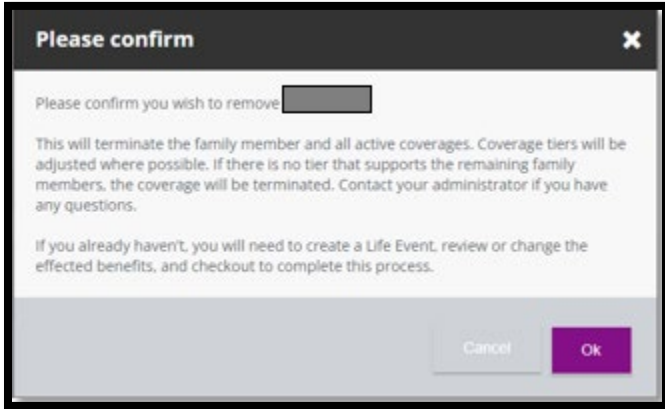 Please confirm
Please confirm you wish to remove
This will terminate the family member and all active coverages. Coverage tiers will be
adjusted where possible. If there is no tier that supports the remaining family
members, the coverage will be terminated. Contact your administrator if you have
any questions.
If you already haven't, you will need to create a Life Event, review or change the
effected benefits, and checkout to complete this process.
Cancel
Ok